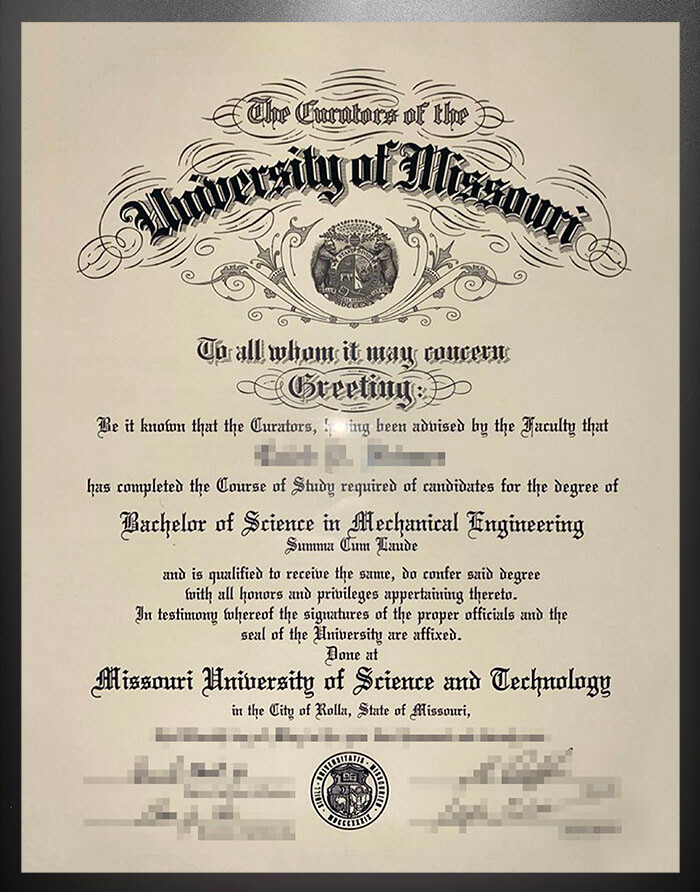 The Curators of the
University of Missouri
To all whom it may concern
Greeting:
Be it known that the Curators, having been advised by the Faculty that
has completed the Course of Study required of candidates for the degree of
Bachelor of Science in Mechanical Engineering
Summa Cum Laude
and is qualified to receive the same, do confer said degree
with all honors and privileges appertaining thereto.
In testimony whereof the signatures of the proper officials and the
seal of the University are affixed.
Done at
Missouri University of Science and Technology
in the City of Rolla, State of Missouri,